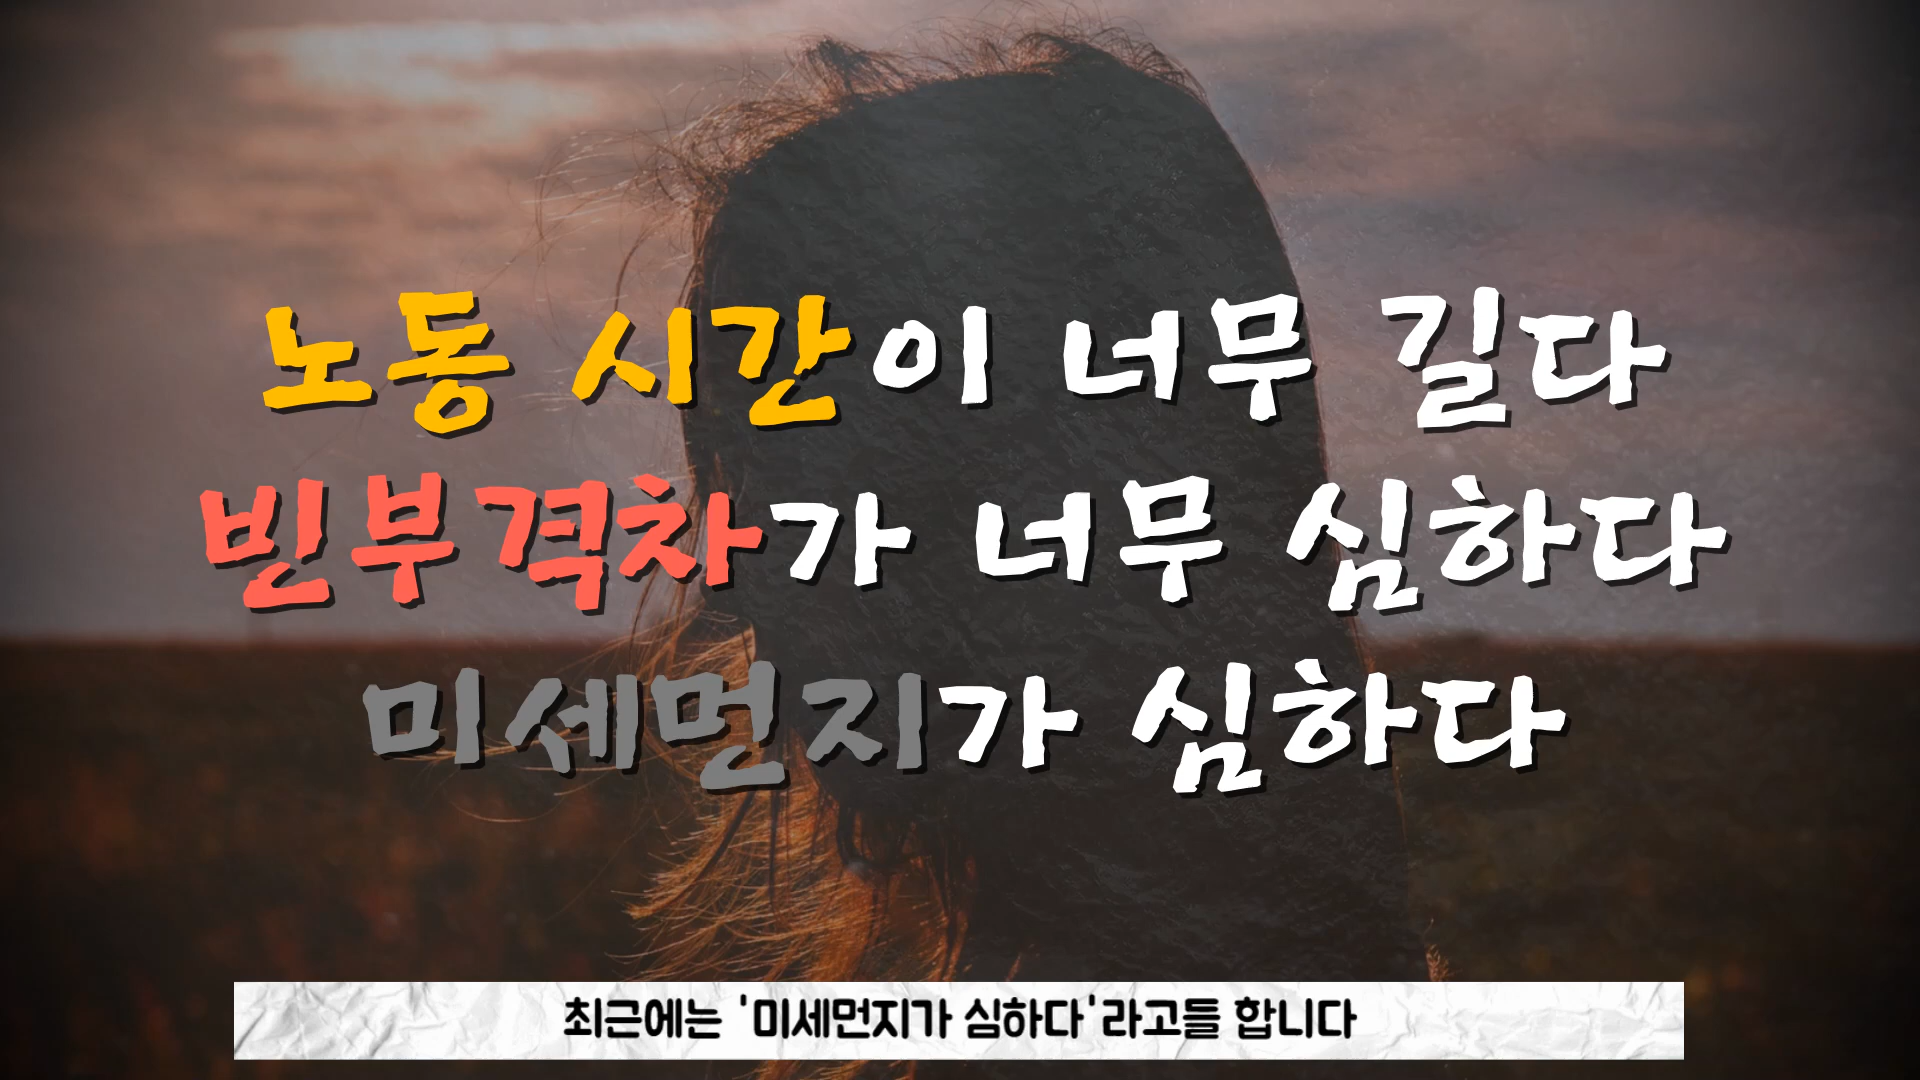 노동 시간이 너무 길다
빈부격차가 너무 심하다
미세먼지가 심하다
최근에는 '미세먼지가 심하다'라고들 합니다